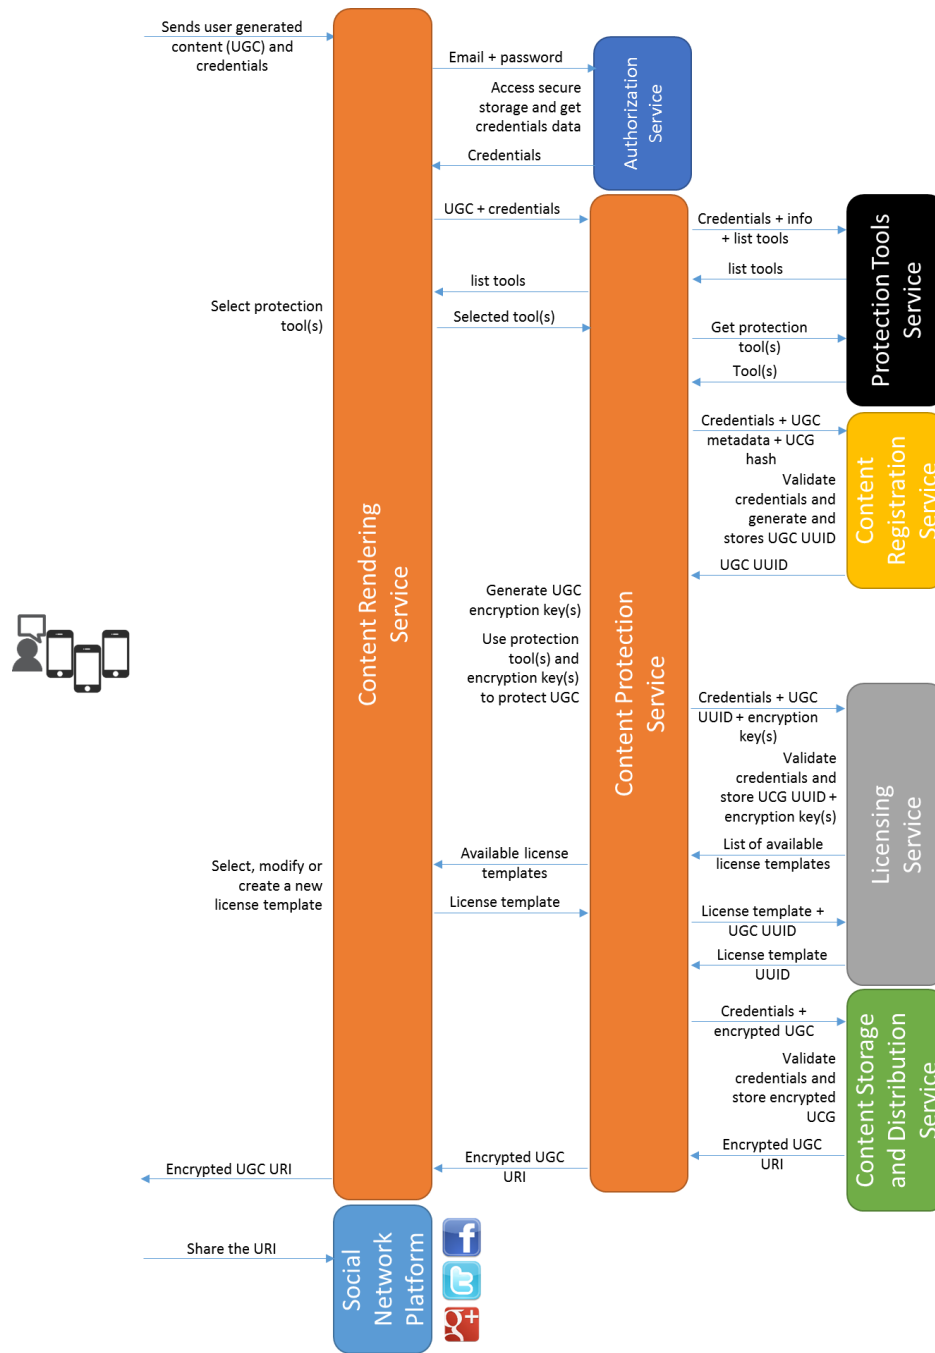 Sends user generated
content (UGC) and
credentials
Email + password
Access secure
storage and get
credentials data
Credentials
Authorization
Service
UGC + credentials
Credentials + info
+ list tools
list tools
list tools
Select protection
tool(s)
Selected tool(s)
Get protection
tool(s)
Tool(s)
Protection Tools
Service
Credentials + UGC
metadata + UCG
hash
Validate
credentials and
generate and
stores UGC UUID
UGC UUID
Content
Registration
Service
Content Rendering
Service
Generate UGC
encryption key(s)
Use protection
tool(s) and
encryption key(s)
to protect UGC
Content Protection
Service
Credentials + UGC
UUID + encryption
key(s)
Validate
credentials and
store UCG UUID +
encryption key(s)
List of available
license templates
Available license
templates
Select, modify or
create a new
license template
License template
License template +
UGC UUID
License template
UUID
Licensing
Service
Credentials +
encrypted UGC
Validate
credentials and
store encrypted
UCG
Encrypted UGC
URI
Content Storage
and Distribution
Service
Encrypted UGC
URI
Encrypted UGC URI
Share the URI
Social
Network
Platform
f
t
g+